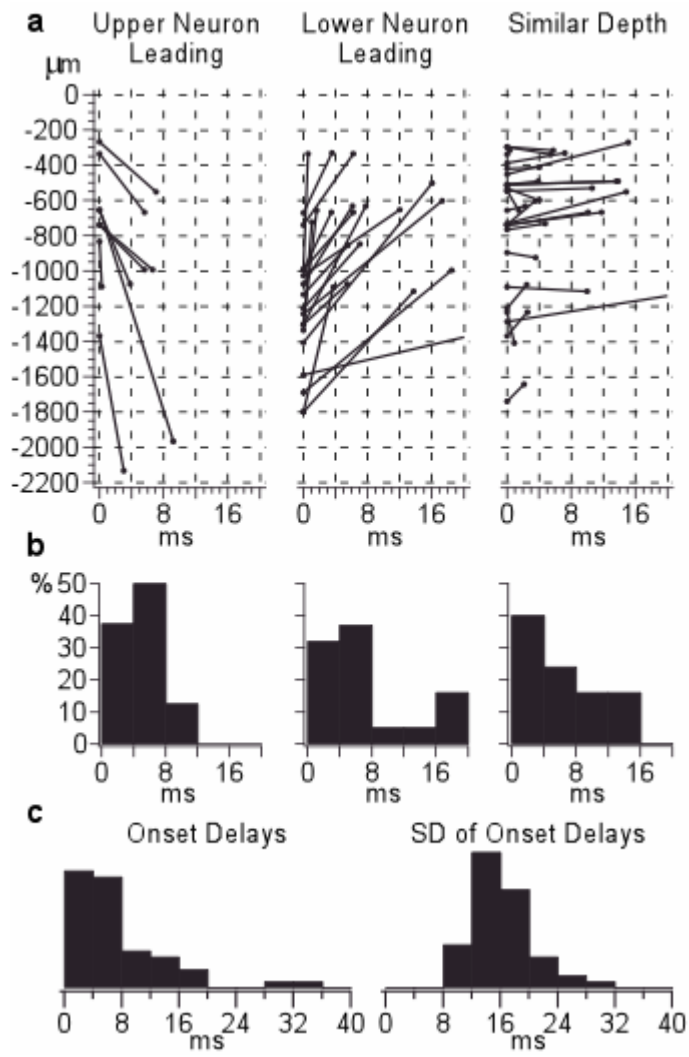 a
Upper Neuron Leading
Lower Neuron Leading
Similar Depth
µm
0
-200
-400
-600
-800
-1000
-1200
-1400
-1600
-1800
-2000
-2200
0 8 16
ms
0 8 16
ms
0 8 16
ms
b
% 50
40
30
20
10
0
0 8 16
ms
0 8 16
ms
0 8 16
ms
c
Onset Delays
SD of Onset Delays
0 8 16 24 32 40
ms
0 8 16 24 32 40
ms